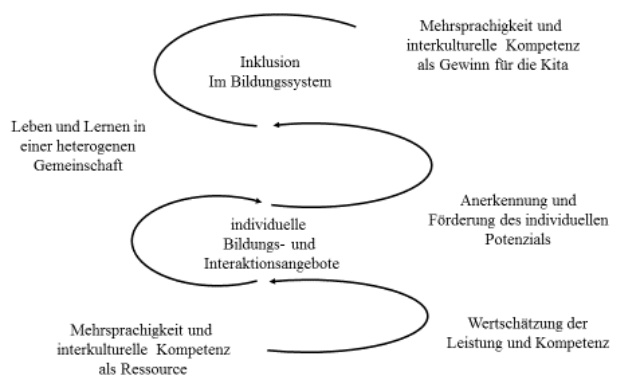 Mehrsprachigkeit und
interkulturelle Kompetenz
als Gewinn für die Kita
Inklusion
Im Bildungssystem
Leben und Lernen in
einer heterogenen
Gemeinschaft
Anerkennung und
Förderung des individuellen
Potenzials
individuelle
Bildungs- und
Interaktionsangebote
Wertschätzung der
Leistung und Kompetenz
Mehrsprachigkeit und
interkulturelle Kompetenz
als Ressource